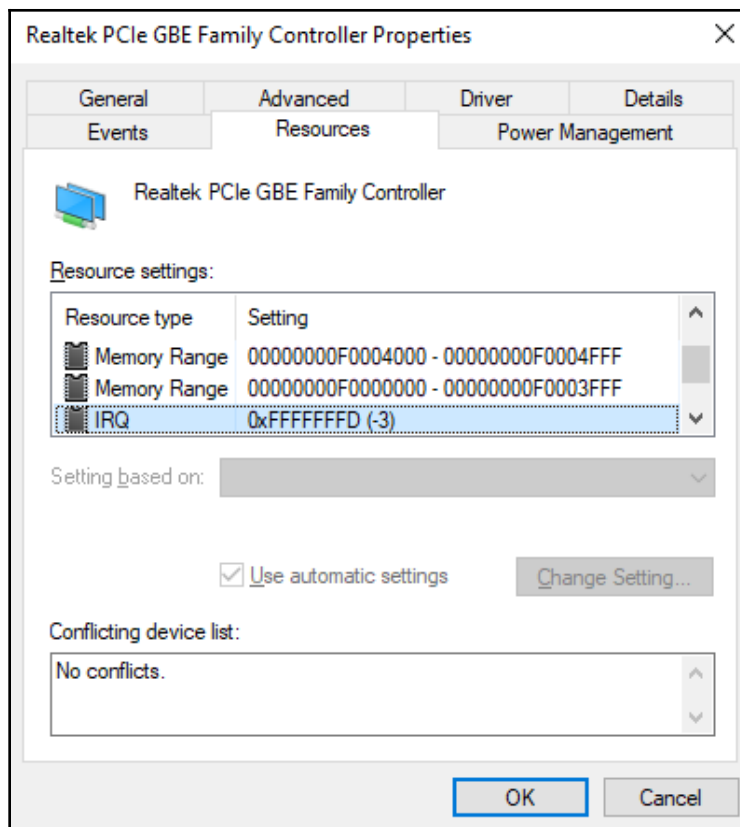 Realtek PCIe GBE Family Controller Properties
General Advanced Driver Details
Events Resources Power Management
Realtek PCIe GBE Family Controller
Resource settings:
Resource type Setting
Memory Range 00000000F0004000 - 00000000F0004FFF
Memory Range 00000000F0000000 - 00000000F0003FFF
IRQ 0xFFFFFFFD (-3)
Setting based on:
Use automatic settings Change Setting...
Conflicting device list:
No conflicts.
OK Cancel